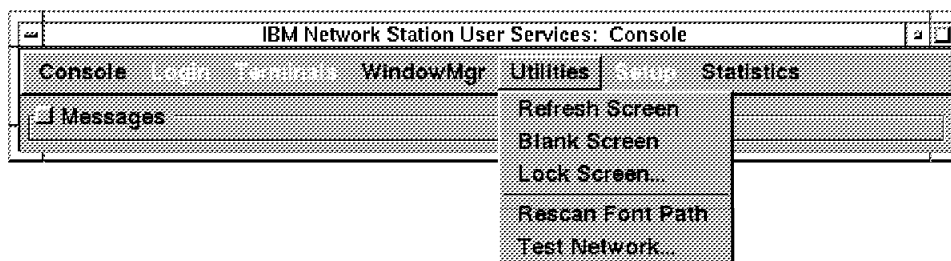 IBM Network Station User Services: Console
Console Login Terminals WindowMgr Utilities Setup Statistics
Messages
Refresh Screen
Blank Screen
Lock Screen...
Rescan Font Path
Test Network...